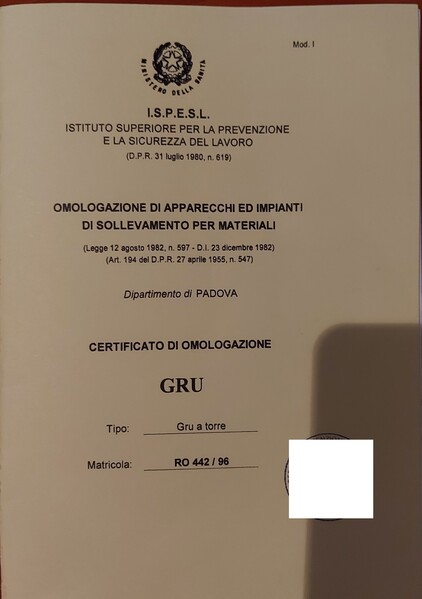 Mod. I
MINISTERO DELLA SANITÀ
I.S.P.E.S.L.
ISTITUTO SUPERIORE PER LA PREVENZIONE
E LA SICUREZZA DEL LAVORO
(D.P.R. 31 luglio 1980, n. 619)
OMOLOGAZIONE DI APPARECCHI ED IMPIANTI
DI SOLLEVAMENTO PER MATERIALI
(Legge 12 agosto 1982, n. 597 - D.I. 23 dicembre 1982)
(Art. 194 del D.P.R. 27 aprile 1955, n. 547)
Dipartimento di PADOVA
CERTIFICATO DI OMOLOGAZIONE
GRU
Tipo: Gru a torre
Matricola: RO 442 / 96